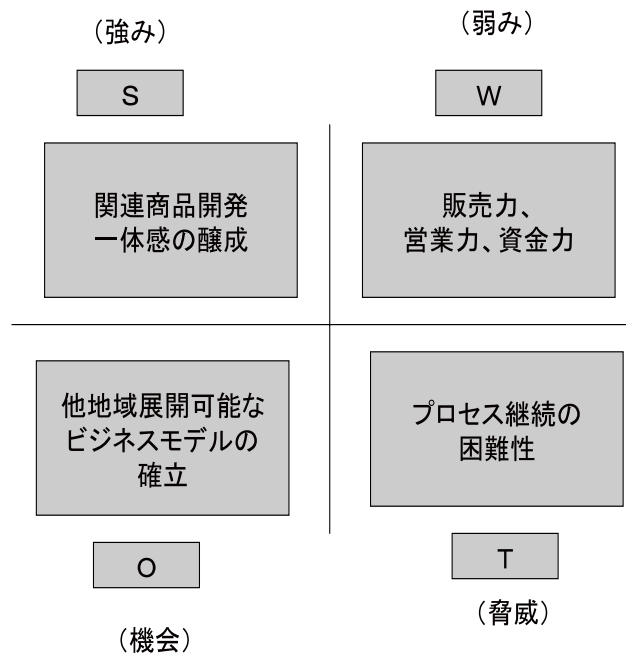 （強み）
（弱み）
S
W
関連商品開発
一体感の醸成
販売力、
営業力、資金力
他地域展開可能な
ビジネスモデルの
確立
プロセス継続の
困難性
O
T
（機会）
（脅威）